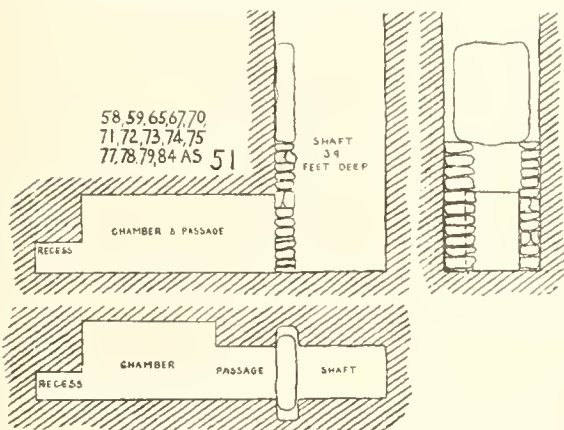 58,59,65,67,70,
71,72,73,74,75
77,78,79,84 AS 51
SHAFT
39
FEET DEEP
CHAMBER & PASSAGE
RECESS
CHAMBER
PASSAGE
SHAFT
RECESS